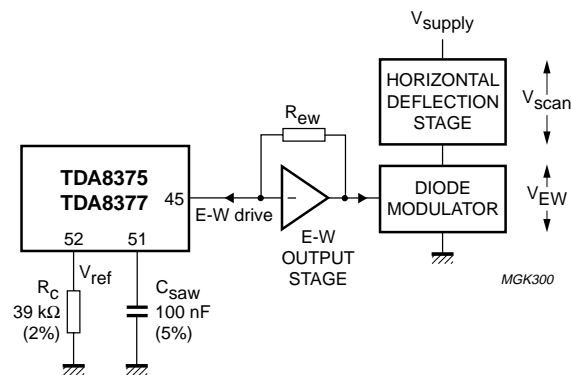 Vsupply
HORIZONTAL
DEFLECTION
STAGE
Vscan
Rew
TDA8375
TDA8377
45
E-W drive
−
E-W
OUTPUT
STAGE
DIODE
MODULATOR
VEW
52
51
Vref
Rc
39 kΩ
(2%)
Csaw
100 nF
(5%)
MGK300